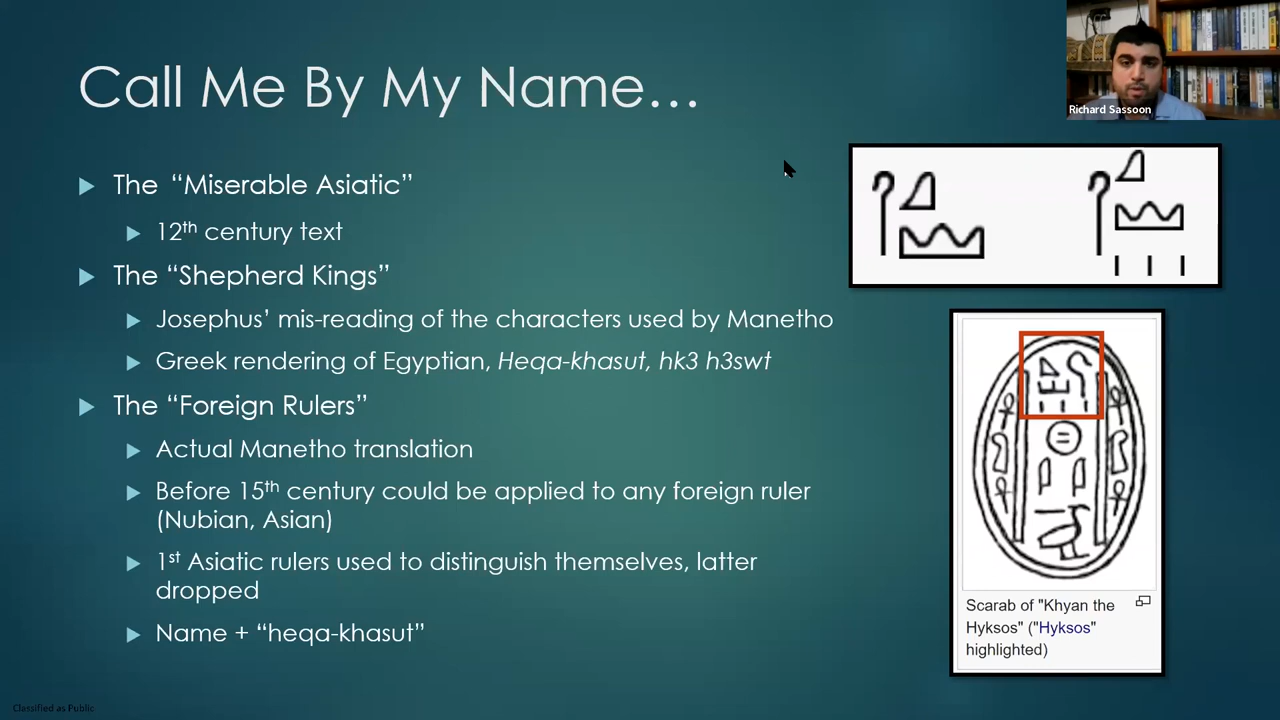 Call Me By My Name…
Richard Sassoon
The “Miserable Asiatic”
12th century text
The “Shepherd Kings”
Josephus’ mis-reading of the characters used by Manetho
Greek rendering of Egyptian, Heqa-khasut, hk3 h3swt
The “Foreign Rulers”
Actual Manetho translation
Before 15th century could be applied to any foreign ruler
(Nubian, Asian)
1st Asiatic rulers used to distinguish themselves, latter
dropped
Name + “heqa-khasut”
Scarab of "Khyan the
Hyksos" ("Hyksos"
highlighted)
Classified as Public